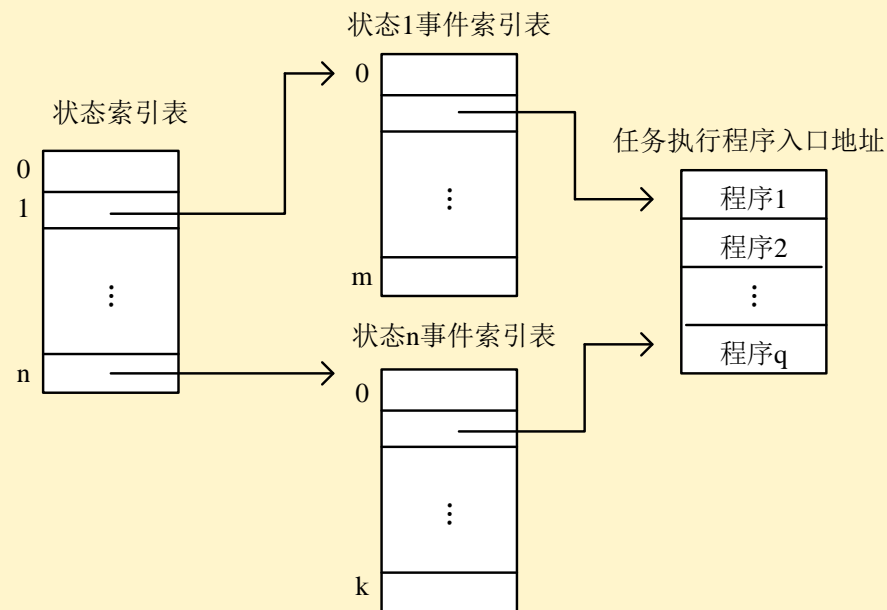 状态索引表
0
1
⋮
n
状态1事件索引表
0
⋮
m
状态n事件索引表
0
⋮
k
任务执行程序入口地址
程序1
程序2
⋮
程序q